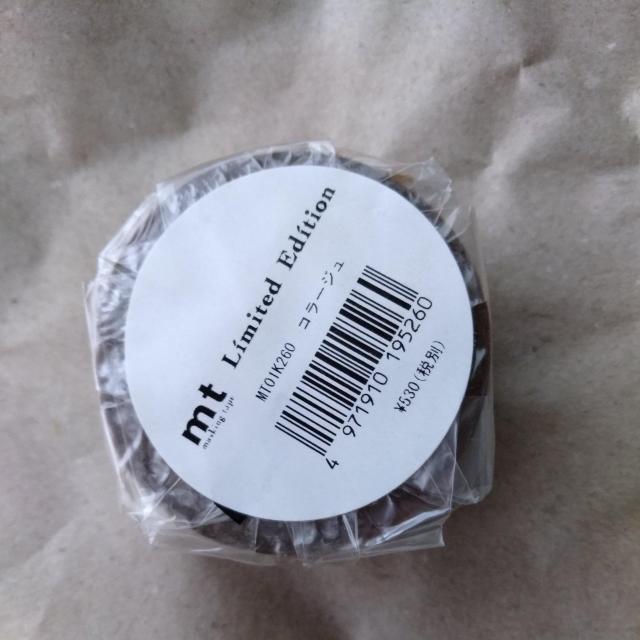 mt Limited Edition
masking tape
MT01K260 コラージュ
4 971910 195260
¥530(税別)